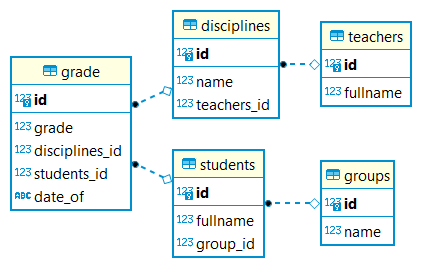 grade
123 id
123 grade
123 disciplines_id
123 students_id
ABC date_of
disciplines
123 id
123 name
123 teachers_id
teachers
123 id
123 fullname
students
123 id
123 fullname
123 group_id
groups
123 id
123 name